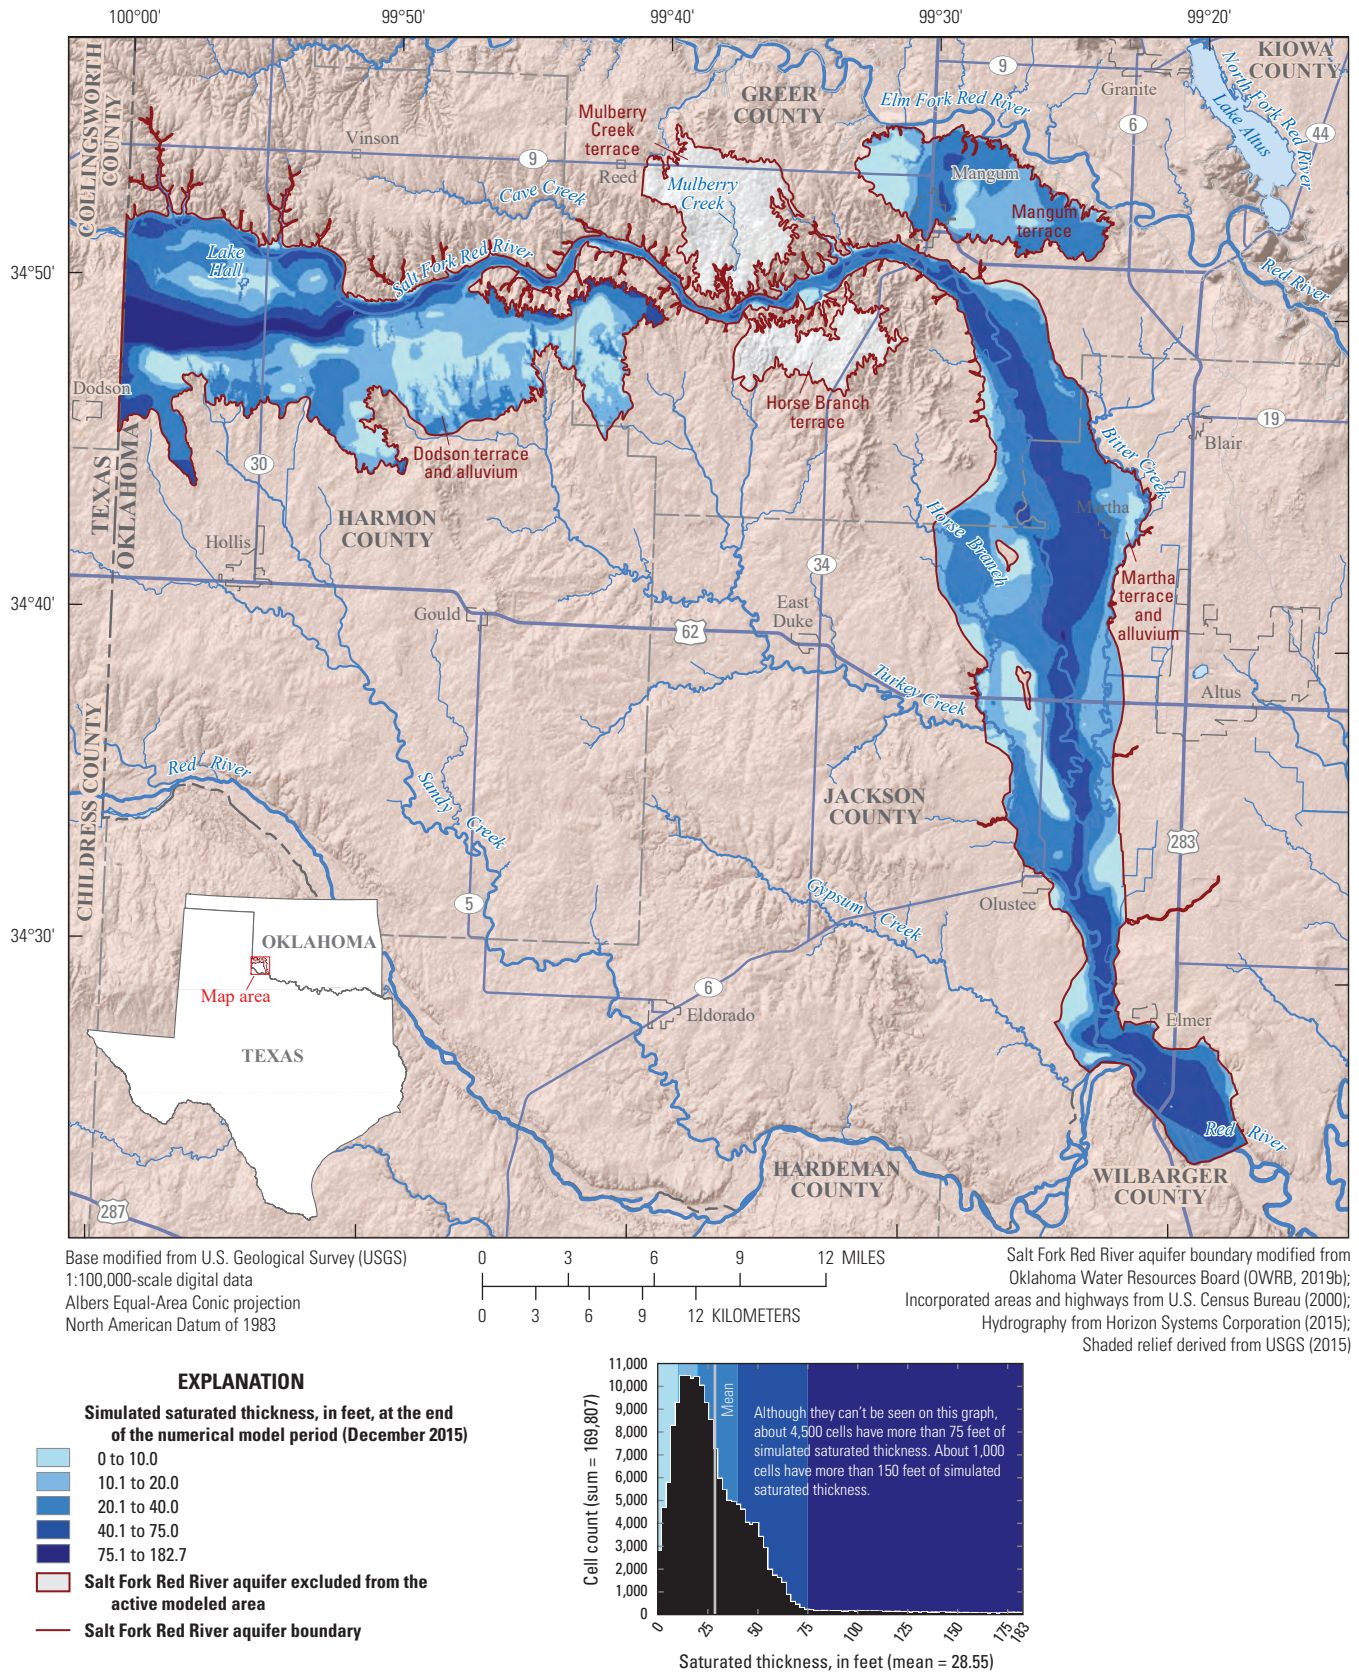 100°00'
99°50'
99°40'
99°30'
99°20'
34°50'
34°40'
34°30'
COLLINGSWORTH
COUNTY
Vinson
9
Reed
Cave Creek
Mulberry
Creek
terrace
Mulberry
Creek
GREER
COUNTY
Elm Fork Red River
9
Granite
6
KIOWA
COUNTY
North Fork Red River
Lake Altus
44
Mangum
Mangum
terrace
Red River
Lake
Hall
Salt Fork Red River
Dodson
TEXAS
OKLAHOMA
30
Dodson terrace
and alluvium
Horse Branch
terrace
19
Blair
Bitter Creek
Martha
Horse Branch
Martha
terrace
and
alluvium
HARMON
COUNTY
Hollis
Gould
62
East
Duke
34
Turkey Creek
Altus
CHILDRESS COUNTY
Red River
Sandy Creek
JACKSON
COUNTY
283
5
Gypsum Creek
Olustee
6
Eldorado
Elmer
Red River
HARDEMAN
COUNTY
WILBARGER
COUNTY
287
OKLAHOMA
Map area
TEXAS
Base modified from U.S. Geological Survey (USGS)
1:100,000-scale digital data
Albers Equal-Area Conic projection
North American Datum of 1983
0 3 6 9 12 MILES
0 3 6 9 12 KILOMETERS
Salt Fork Red River aquifer boundary modified from
Oklahoma Water Resources Board (OWRB, 2019b);
Incorporated areas and highways from U.S. Census Bureau (2000);
Hydrography from Horizon Systems Corporation (2015);
Shaded relief derived from USGS (2015)
EXPLANATION
Simulated saturated thickness, in feet, at the end
of the numerical model period (December 2015)
0 to 10.0
10.1 to 20.0
20.1 to 40.0
40.1 to 75.0
75.1 to 182.7
Salt Fork Red River aquifer excluded from the
active modeled area
Salt Fork Red River aquifer boundary
Cell count (sum = 169,807)
11,000
10,000
9,000
8,000
7,000
6,000
5,000
4,000
3,000
2,000
1,000
0
Mean
Although they can't be seen on this graph,
about 4,500 cells have more than 75 feet of
simulated saturated thickness. About 1,000
cells have more than 150 feet of simulated
saturated thickness.
0 25 50 75 100 125 150 175 183
Saturated thickness, in feet (mean = 28.55)